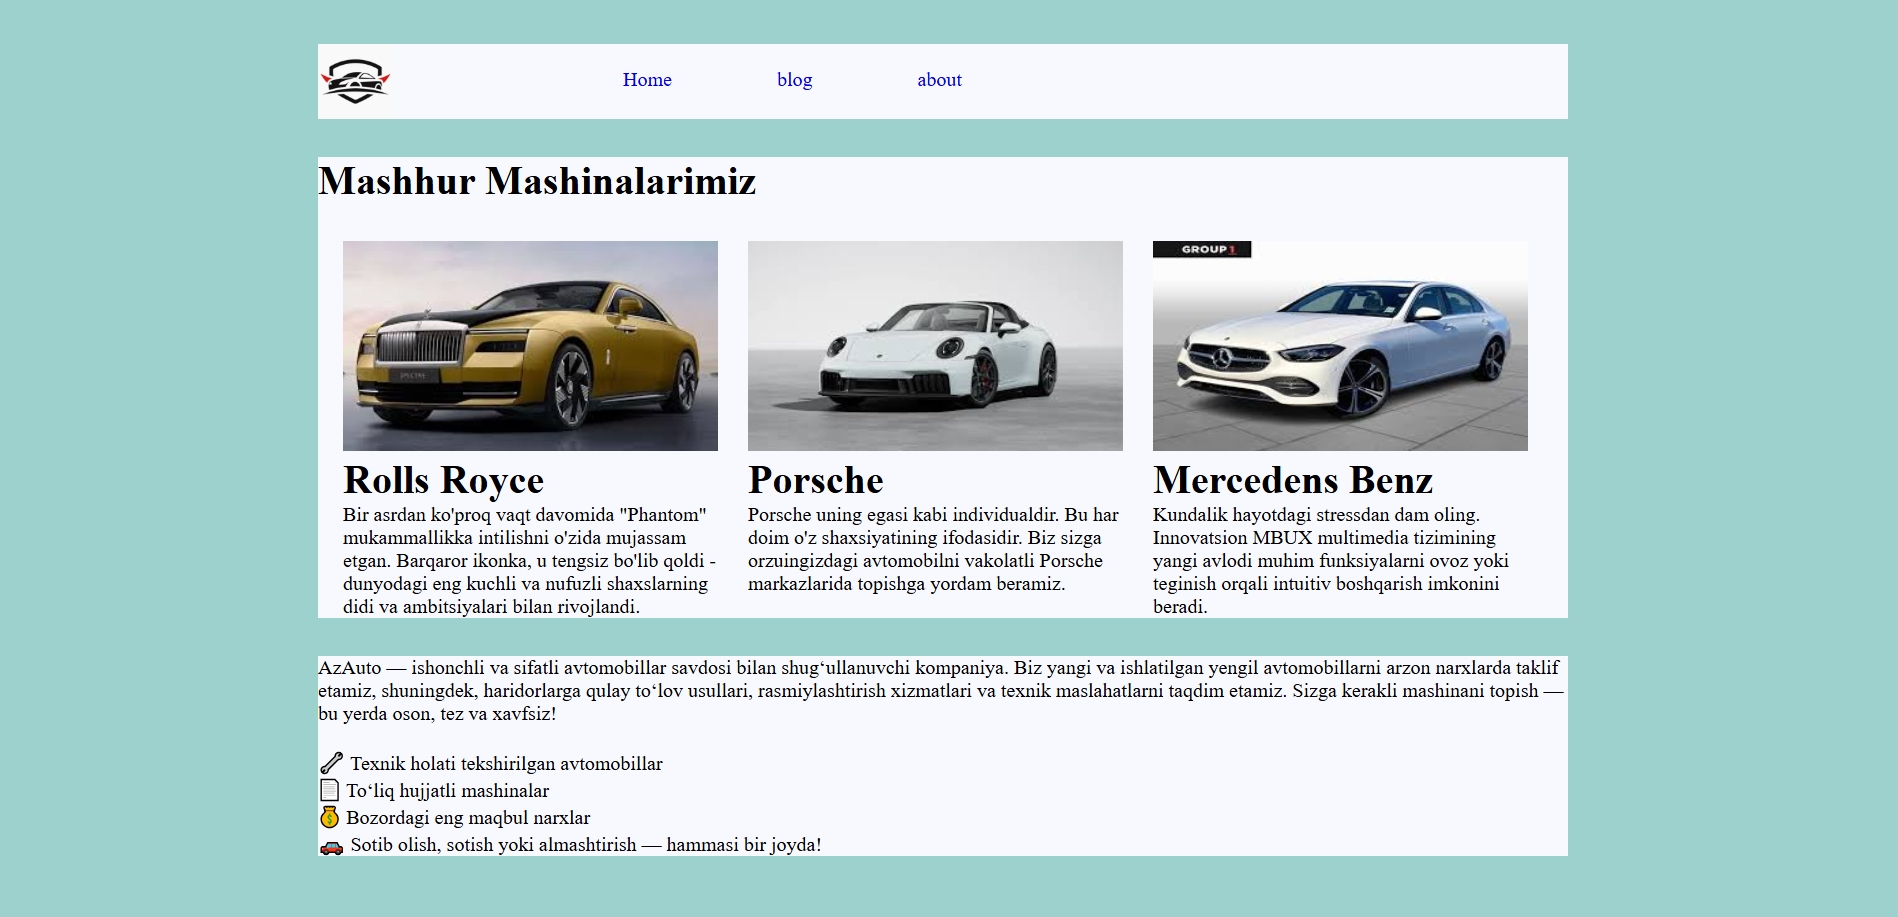 Home blog about
Mashhur Mashinalarimiz
GROUP1
SPECTRE
Rolls Royce
Bir asrdan ko'proq vaqt davomida "Phantom"
mukammallikka intilishni o'zida mujassam
etgan. Barqaror ikonka, u tengsiz bo'lib qoldi -
dunyodagi eng kuchli va nufuzli shaxslarning
didi va ambitsiyalari bilan rivojlandi.
Porsche
Porsche uning egasi kabi individualdir. Bu har
doim o'z shaxsiyatining ifodasidir. Biz sizga
orzuingizdagi avtomobilni vakolatli Porsche
markazlarida topishga yordam beramiz.
Mercedens Benz
Kundalik hayotdagi stressdan dam oling.
Innovatsion MBUX multimedia tizimining
yangi avlodi muhim funksiyalarni ovoz yoki
teginish orqali intuitiv boshqarish imkonini
beradi.
AzAuto — ishonchli va sifatli avtomobillar savdosi bilan shug‘ullanuvchi kompaniya. Biz yangi va ishlatilgan yengil avtomobillarni arzon narxlarda taklif
etamiz, shuningdek, haridorlarga qulay to‘lov usullari, rasmiylashtirish xizmatlari va texnik maslahatlarni taqdim etamiz. Sizga kerakli mashinani topish —
bu yerda oson, tez va xavfsiz!
🔧 Texnik holati tekshirilgan avtomobillar
📄 To‘liq hujjatli mashinalar
💰 Bozordagi eng maqbul narxlar
🚗 Sotib olish, sotish yoki almashtirish — hammasi bir joyda!